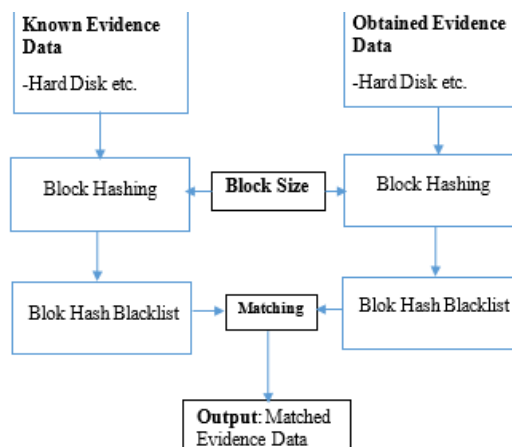 Known Evidence
Data
-Hard Disk etc.
Obtained Evidence
Data
-Hard Disk etc.
Block Hashing
Block Size
Block Hashing
Blok Hash Blacklist
Matching
Blok Hash Blacklist
Output: Matched
Evidence Data